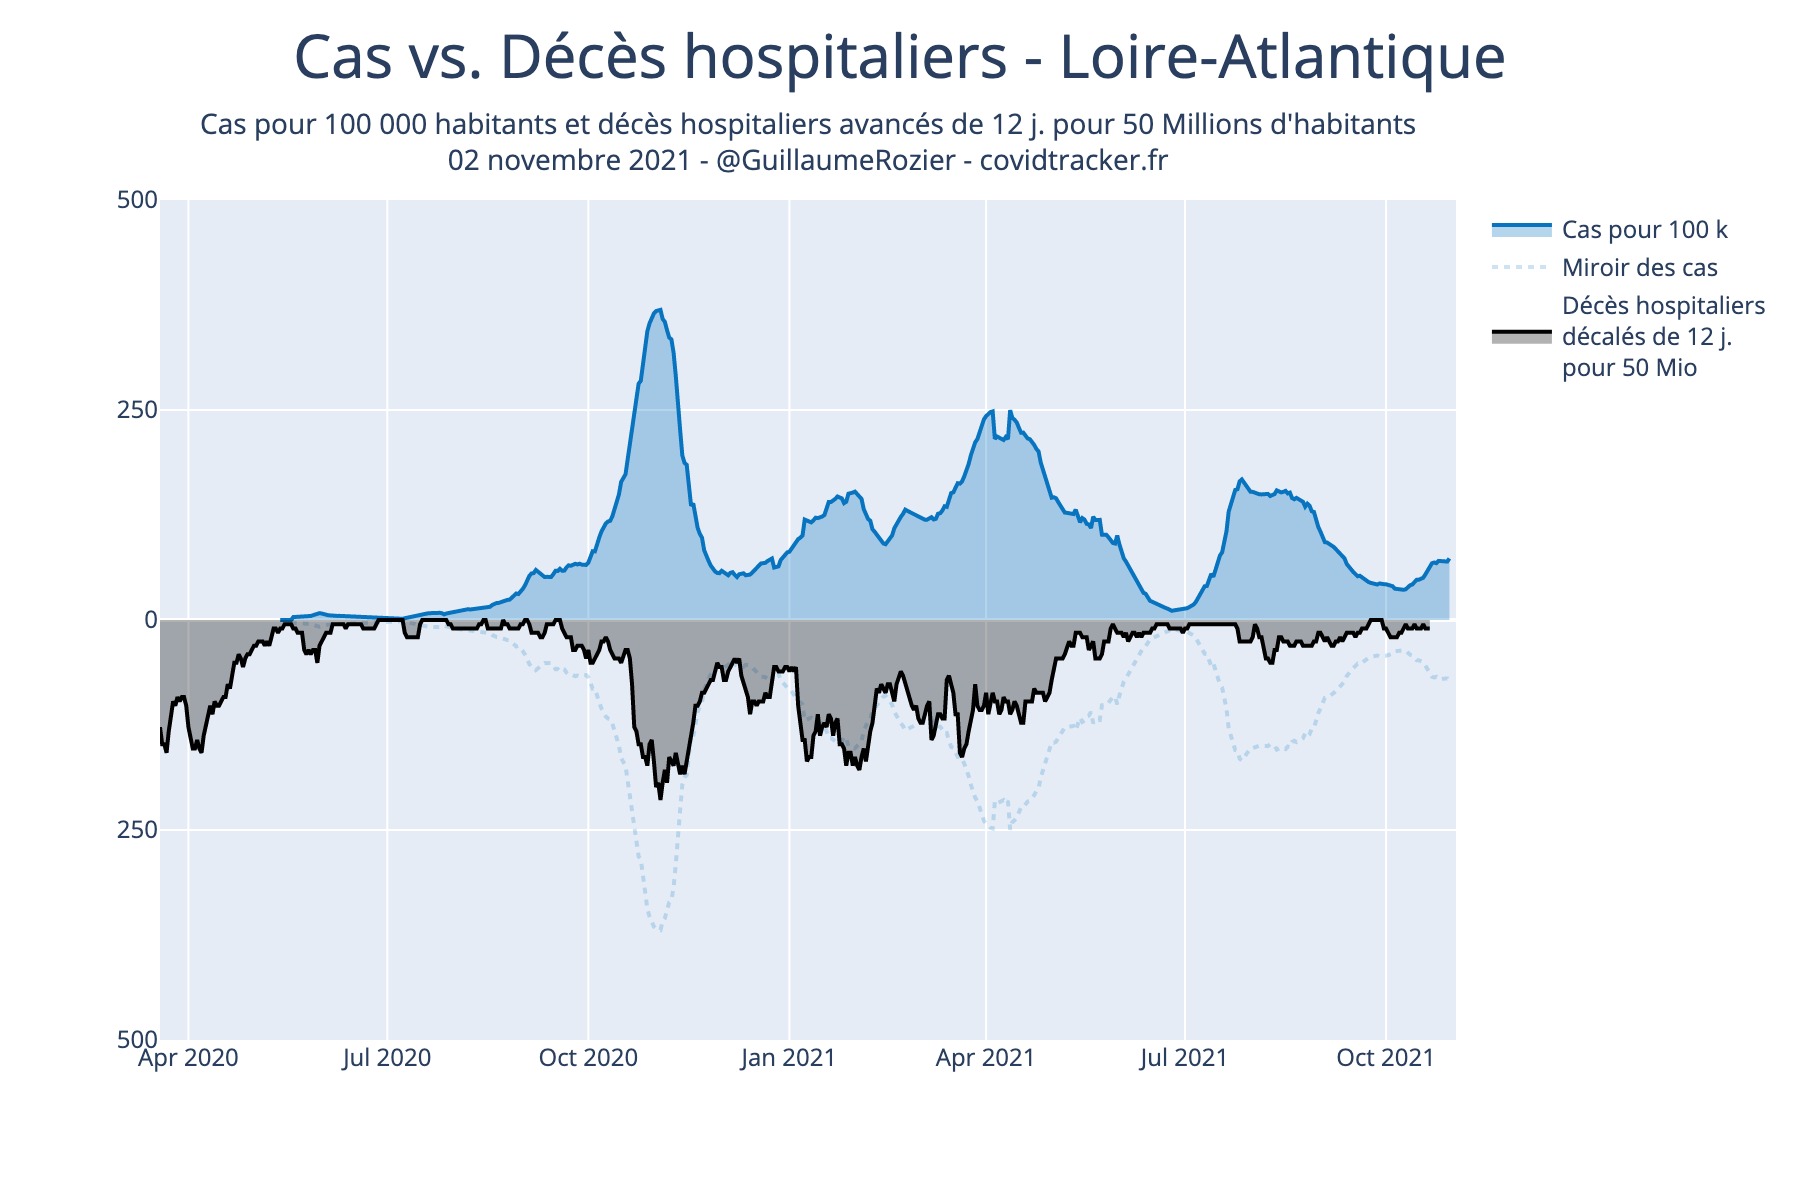 Cas vs. Décès hospitaliers - Loire-Atlantique
Cas pour 100 000 habitants et décès hospitaliers avancés de 12 j. pour 50 Millions d'habitants
02 novembre 2021 - @GuillaumeRozier - covidtracker.fr
500
250
0
250
500
Apr 2020
Jul 2020
Oct 2020
Jan 2021
Apr 2021
Jul 2021
Oct 2021
Cas pour 100 k
Miroir des cas
Décès hospitaliers
décalés de 12 j.
pour 50 Mio